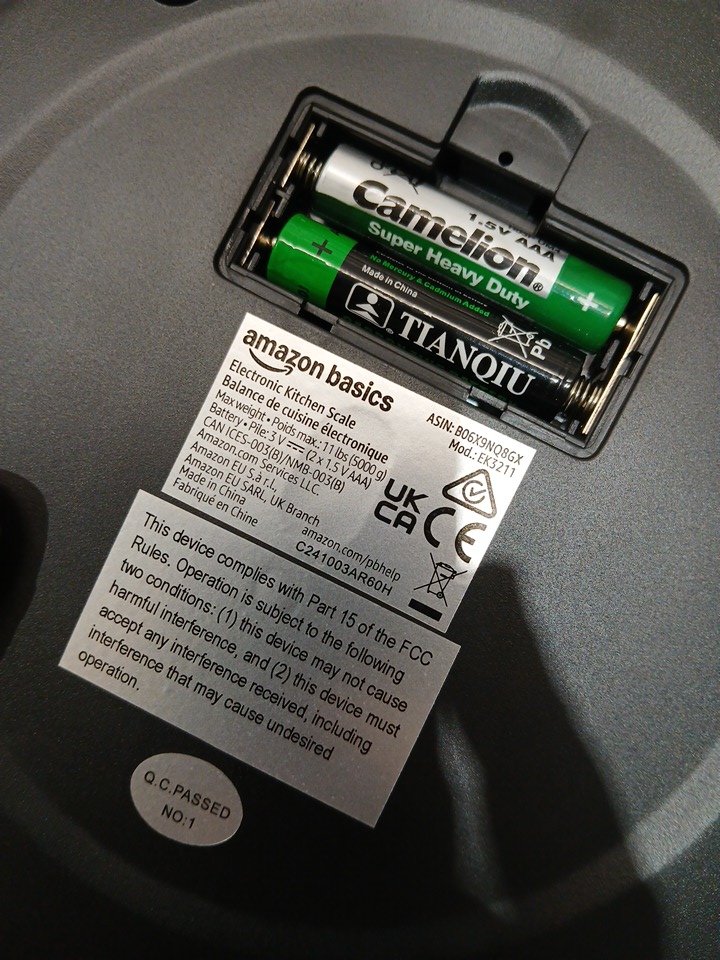 1.5V AAA
Camelion®
Super Heavy Duty
+
+
No Mercury & Cadmium Added
Made in China
TIANQIU
Pb
amazon basics
Electronic Kitchen Scale
Balance de cuisine électronique
Max weight • Poids max.: 11 lbs (5000 g)
Battery • Pile: 3 V (2 x 1.5 V AAA)
CAN ICES-003(B)/NMB-003(B)
Amazon.com Services LLC.
Amazon EU S.à r.l.
Amazon EU SARL, UK Branch
Made in China
Fabriqué en Chine
ASIN: B06X9NQ8GX
Mod.: EK3211
UK
CA
CE
amazon.com/pbhelp
C241003AR60H
This device complies with Part 15 of the FCC
Rules. Operation is subject to the following
two conditions: (1) this device may not cause
harmful interference, and (2) this device must
accept any interference received, including
interference that may cause undesired
operation.
Q.C.PASSED
NO:1